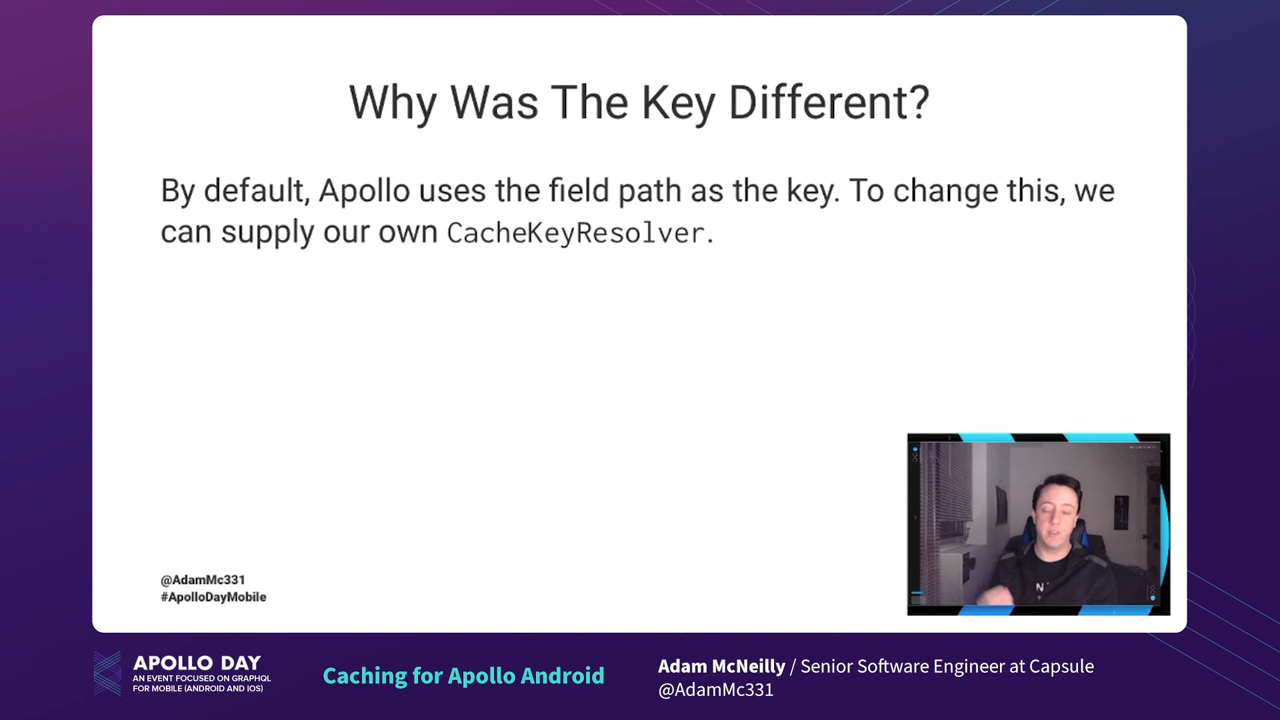 Why Was The Key Different?
By default, Apollo uses the field path as the key. To change this, we
can supply our own CacheKeyResolver.
@AdamMc331
#ApolloDayMobile
APOLLO DAY
AN EVENT FOCUSED ON GRAPHQL
FOR MOBILE (ANDROID AND IOS)
Caching for Apollo Android
Adam McNeilly / Senior Software Engineer at Capsule
@AdamMc331